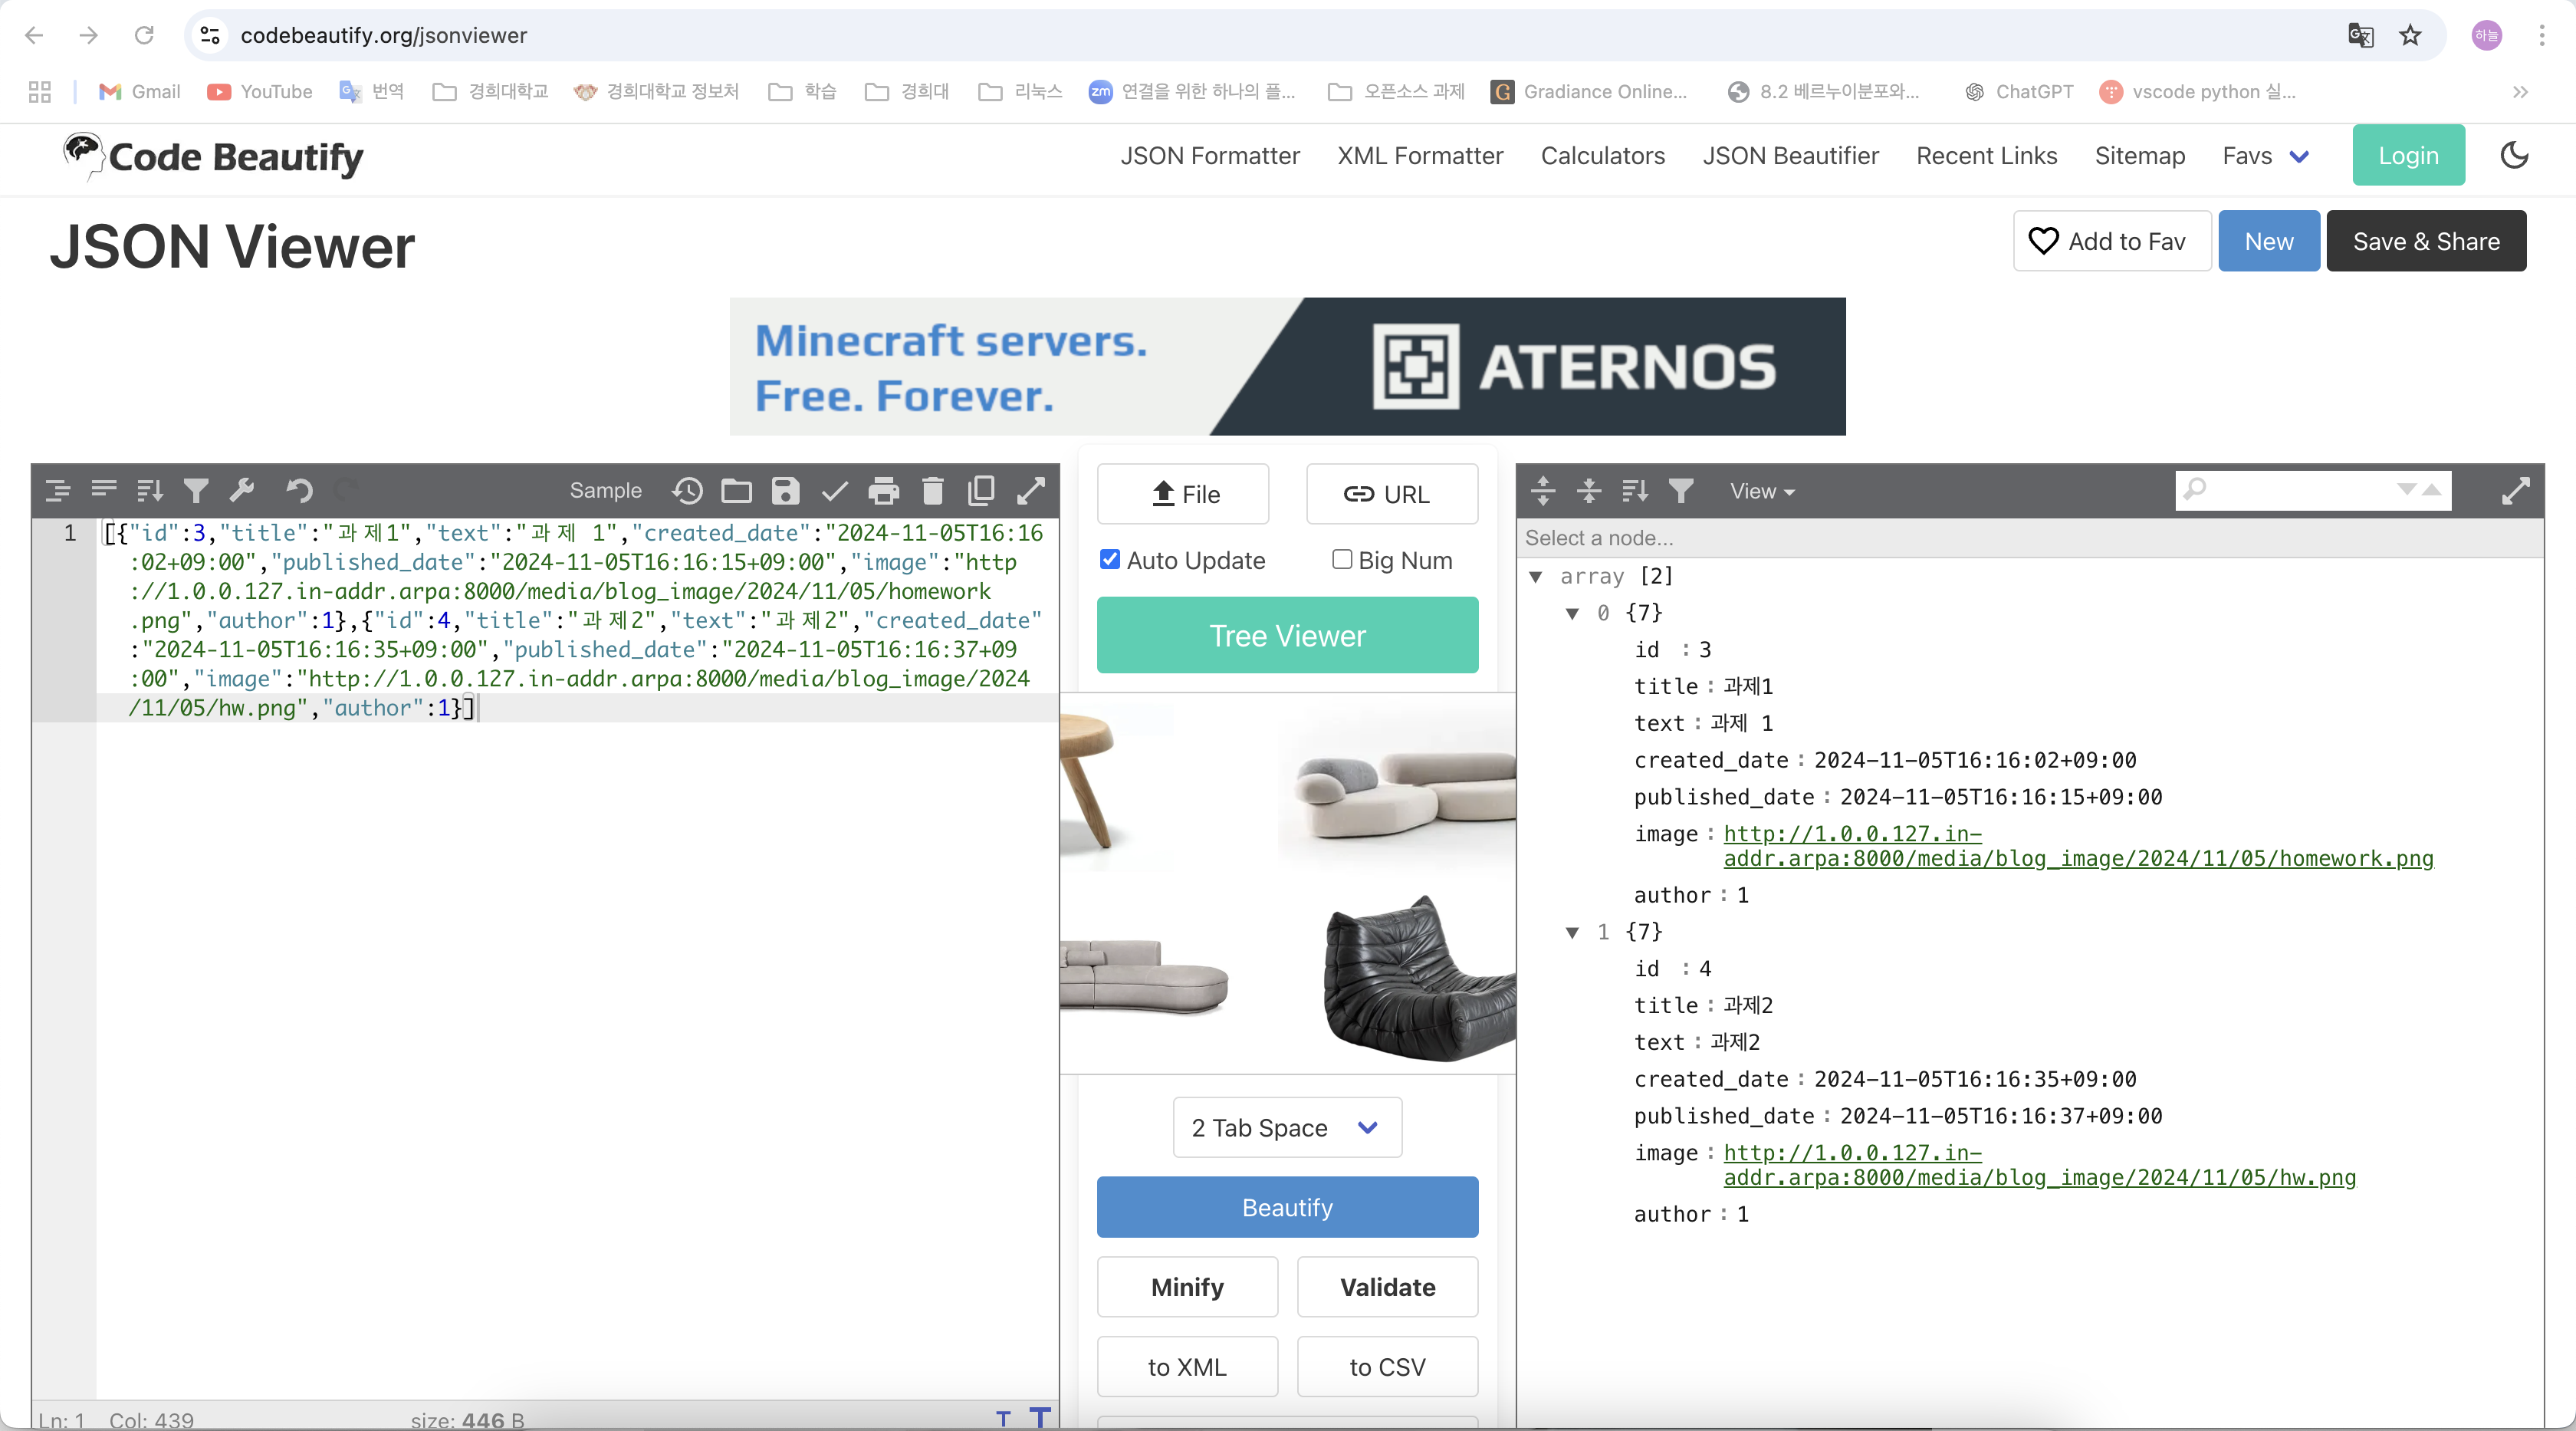 codebeautify.org/jsonviewer
하늘
Gmail
YouTube
번역
경희대학교
경희대학교 정보처
학습
경희대
리눅스
zm 연결을 위한 하나의 플...
오픈소스 과제
G Gradiance Online...
8.2 베르누이분포와...
ChatGPT
vscode python 실...
Code Beautify
JSON Formatter
XML Formatter
Calculators
JSON Beautifier
Recent Links
Sitemap
Favs
Login
JSON Viewer
Add to Fav
New
Save & Share
Minecraft servers.
Free. Forever.
ATERNOS
Sample
1
[{"id":3,"title":"과제1","text":"과제 1","created_date":"2024-11-05T16:16
:02+09:00","published_date":"2024-11-05T16:16:15+09:00","image":"http
://1.0.0.127.in-addr.arpa:8000/media/blog_image/2024/11/05/homework
.png","author":1},{"id":4,"title":"과제2","text":"과제2","created_date"
:"2024-11-05T16:16:35+09:00","published_date":"2024-11-05T16:16:37+09
:00","image":"http://1.0.0.127.in-addr.arpa:8000/media/blog_image/2024
/11/05/hw.png","author":1}]
Ln: 1 Col: 439
size: 446 B
T T
File
URL
Auto Update
Big Num
Tree Viewer
2 Tab Space
Beautify
Minify
Validate
to XML
to CSV
View
Select a node...
array [2]
0 {7}
id : 3
title : 과제1
text : 과제 1
created_date : 2024-11-05T16:16:02+09:00
published_date : 2024-11-05T16:16:15+09:00
image : http://1.0.0.127.in-
addr.arpa:8000/media/blog_image/2024/11/05/homework.png
author : 1
1 {7}
id : 4
title : 과제2
text : 과제2
created_date : 2024-11-05T16:16:35+09:00
published_date : 2024-11-05T16:16:37+09:00
image : http://1.0.0.127.in-
addr.arpa:8000/media/blog_image/2024/11/05/hw.png
author : 1